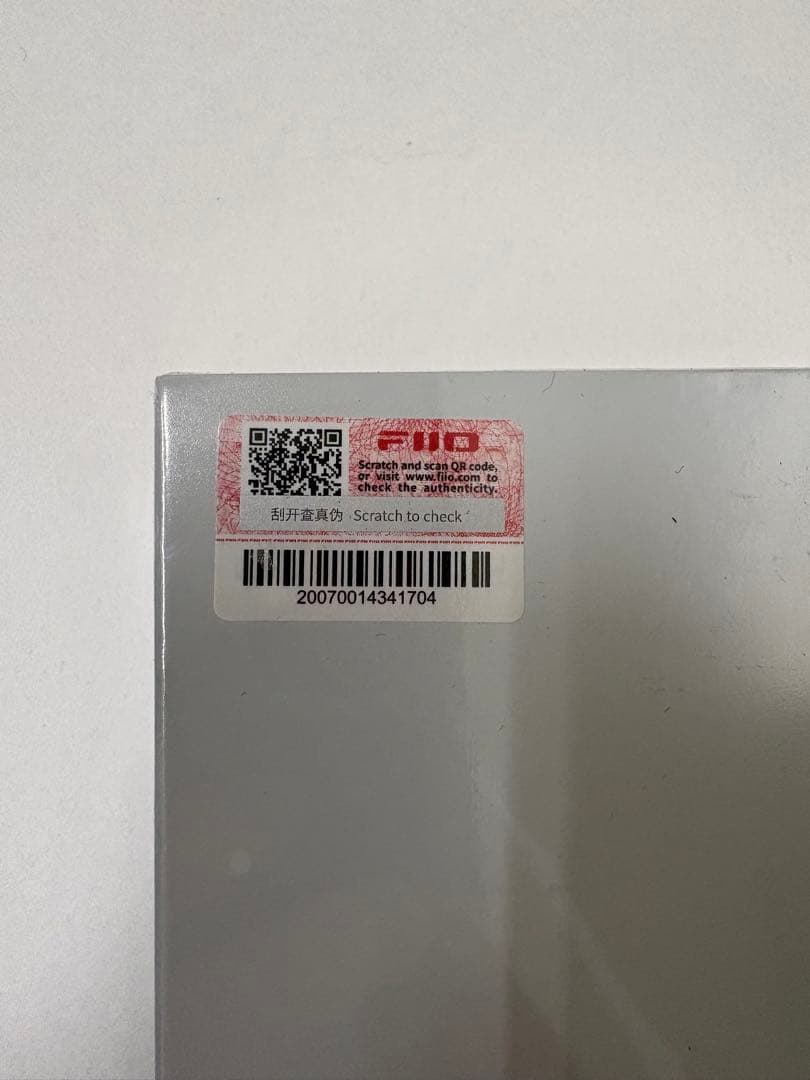 FIIO
Scratch and scan QR code,
or visit www.fiio.com to
check the authenticity.
刮开查真伪 Scratch to check
20070014341704